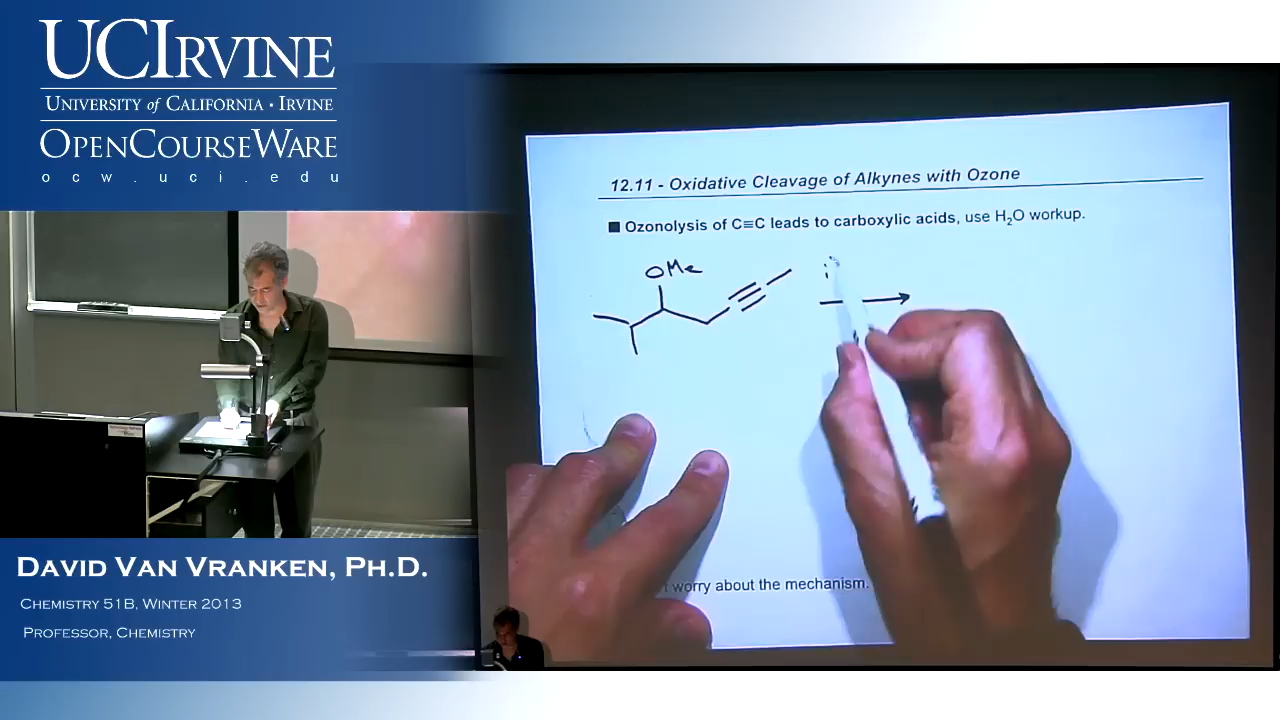 UCIRVINE
UNIVERSITY of CALIFORNIA · IRVINE
OPENCOURSEWARE
ocw.uci.edu
12.11 - Oxidative Cleavage of Alkynes with Ozone
■ Ozonolysis of C≡C leads to carboxylic acids, use H₂O workup.
OMe
worry about the mechanism.
DAVID VAN VRANKEN, PH.D.
CHEMISTRY 51B, WINTER 2013
PROFESSOR, CHEMISTRY